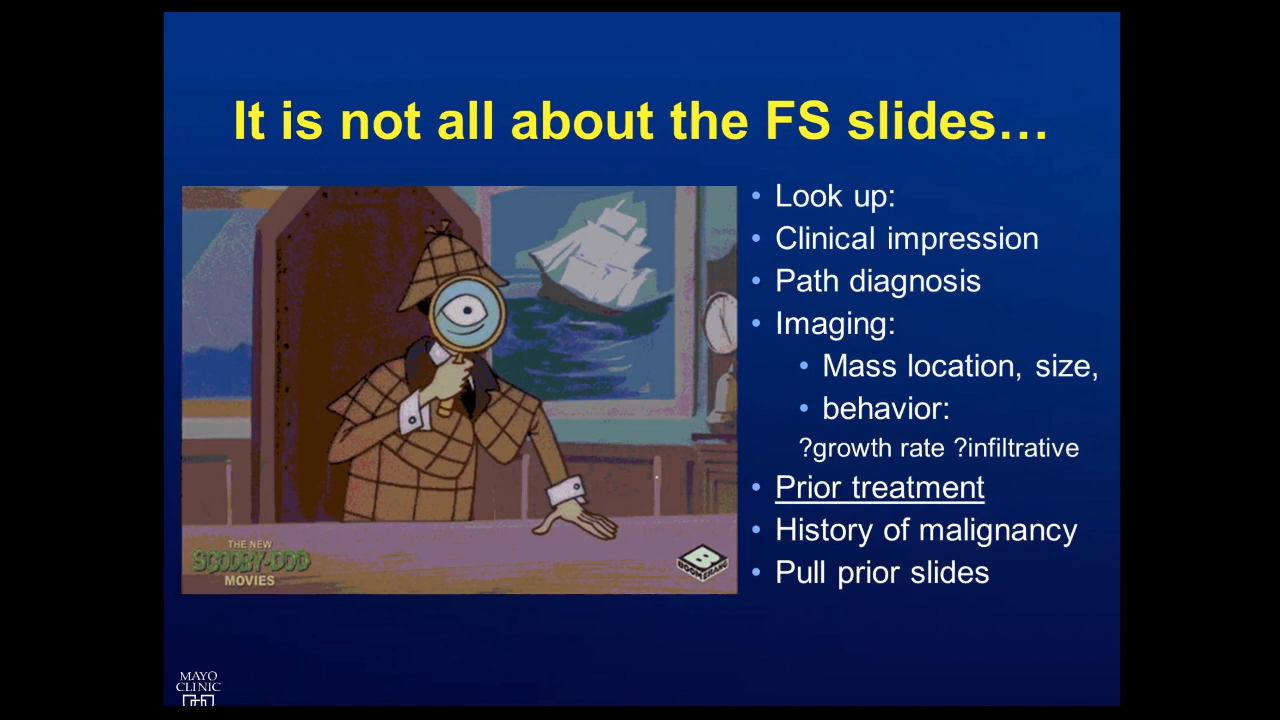 It is not all about the FS slides…
• Look up:
• Clinical impression
• Path diagnosis
• Imaging:
• Mass location, size,
• behavior:
?growth rate ?infiltrative
• Prior treatment
• History of malignancy
• Pull prior slides
THE NEW
SCOOBY-DOO
MOVIES
B
BOOMERANG
MAYO
CLINIC